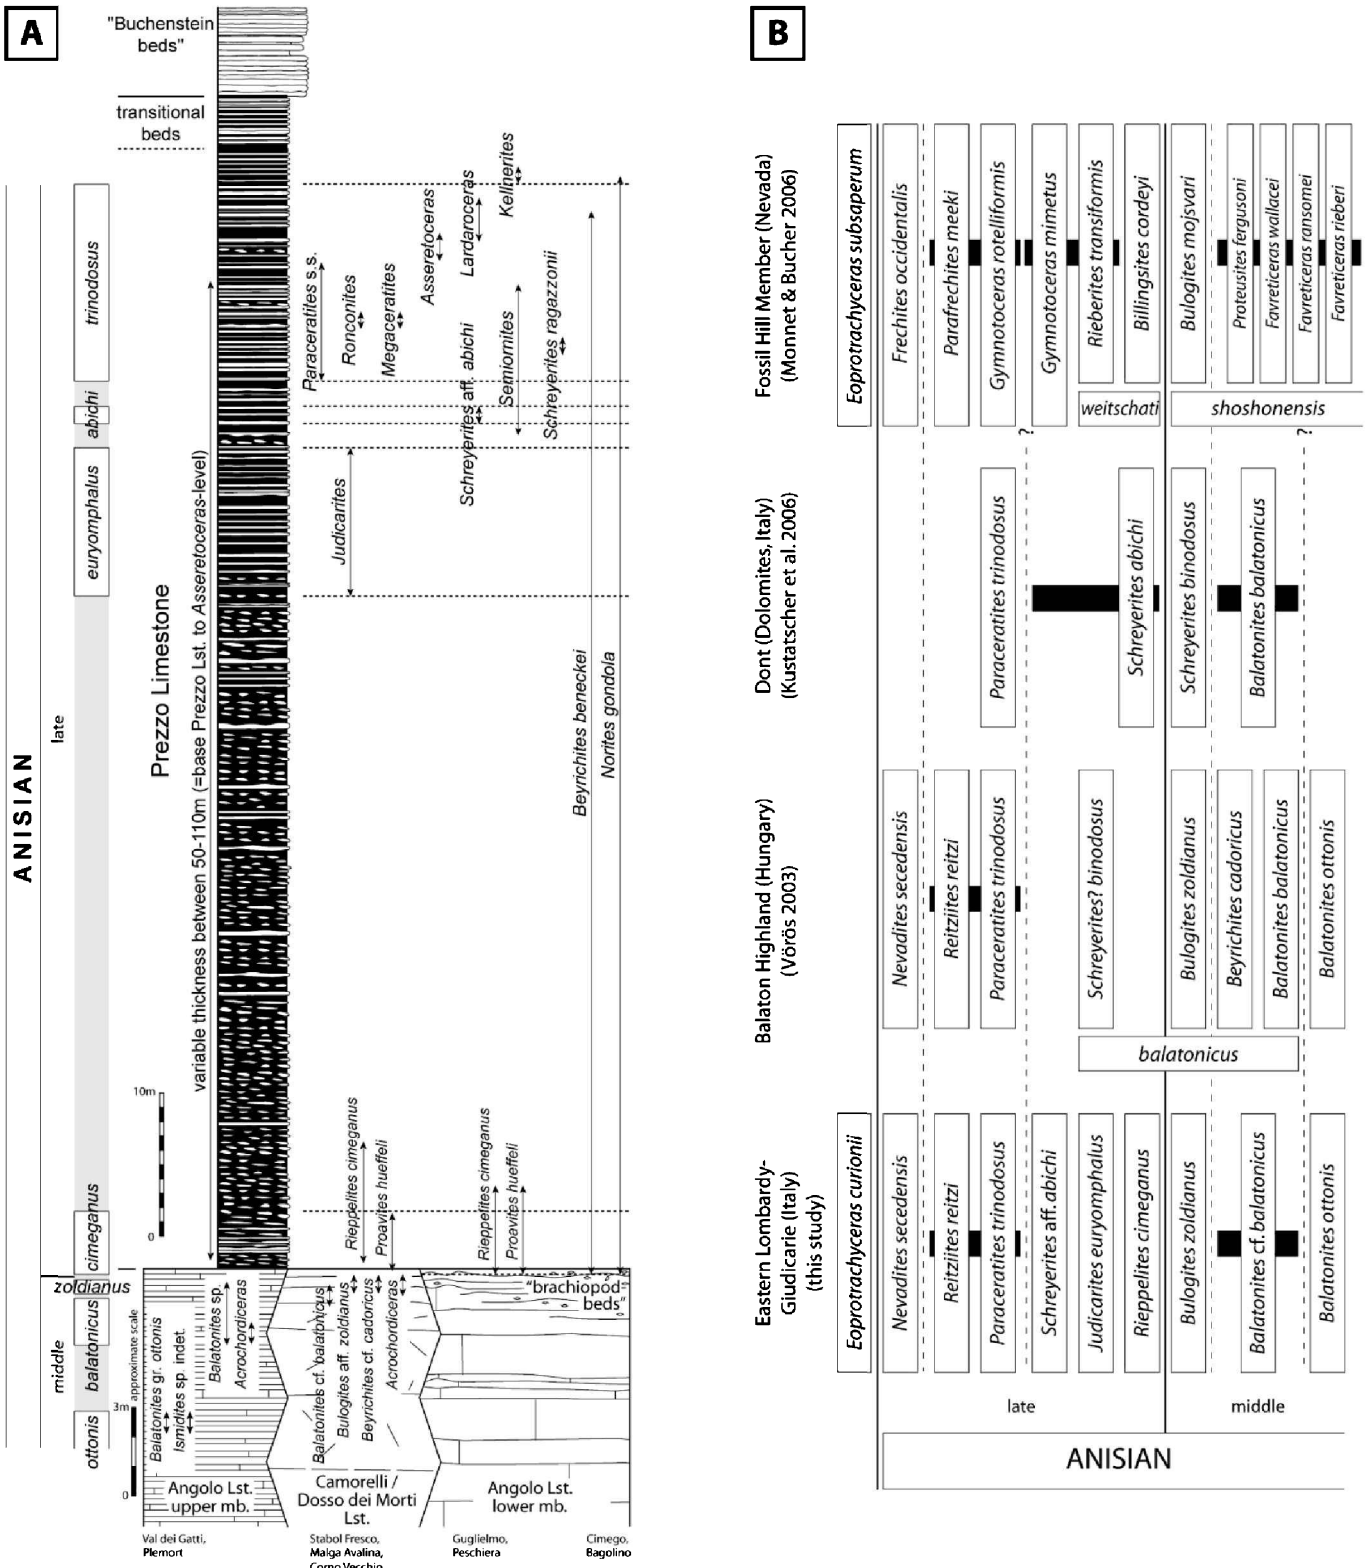 A
"Buchenstein
beds"
transitional
beds
ANISIAN
late
middle
trinodosus
abichi
euryomphalus
cimeganus
zoldianus
balatonicus
ottonis
Prezzo Limestone
variable thickness between 50-110m (=base Prezzo Lst. to Asseretoceras-level)
10m
0
approximate scale
3m
0
Paraceratites s.s.
Ronconites
Megaceratites
Asseretoceras
Lardaroceras
Kellnerites
Schreyerites aff. abichi
Semiornites
Schreyerites ragazzonii
Judicarites
Beyrichites beneckei
Norites gondola
Rieppelites cimeganus
Proavites hueffeli
Rieppelites cimeganus
Proavites hueffeli
Balatonites gr. ottonis
Ismidites sp. indet.
Balatonites sp.
Acrochordiceras
Balatonites cf. balatonicus
Bulogites aff. zoldianus
Beyrichites cf. cadoricus
Acrochordiceras
"brachiopod
beds"
Angolo Lst.
upper mb.
Camorelli /
Dosso dei Morti
Lst.
Angolo Lst.
lower mb.
Val dei Gatti,
Plemort
Stabol Fresco,
Malga Avalina,
Corno Vecchio
Guglielmo,
Peschiera
Cimego,
Bagolino
B
Fossil Hill Member (Nevada)
(Monnet & Bucher 2006)
Eoprotrachyceras subsaperum
Frechites occidentalis
Parafrechites meeki
Gymnotoceras rotelliformis
Gymnotoceras mimetus
Rieberites transiformis
Billingsites cordeyi
Bulogites mojsvari
Proteusites fergusoni
Favreticeras wallacei
Favreticeras ransomei
Favreticeras rieberi
weitschati
shoshonensis
?
?
Dont (Dolomites, Italy)
(Kustatscher et al. 2006)
Paraceratites trinodosus
Schreyerites abichi
Schreyerites binodosus
Balatonites balatonicus
Balaton Highland (Hungary)
(Vörös 2003)
Nevadites secedensis
Reitziites reitzi
Paraceratites trinodosus
Schreyerites? binodosus
Bulogites zoldianus
Beyrichites cadoricus
Balatonites balatonicus
Balatonites ottonis
balatonicus
Eastern Lombardy-
Giudicarie (Italy)
(this study)
Eoprotrachyceras curionii
Nevadites secedensis
Reitziites reitzi
Paraceratites trinodosus
Schreyerites aff. abichi
Judicarites euryomphalus
Rieppelites cimeganus
Bulogites zoldianus
Balatonites cf. balatonicus
Balatonites ottonis
late
middle
ANISIAN